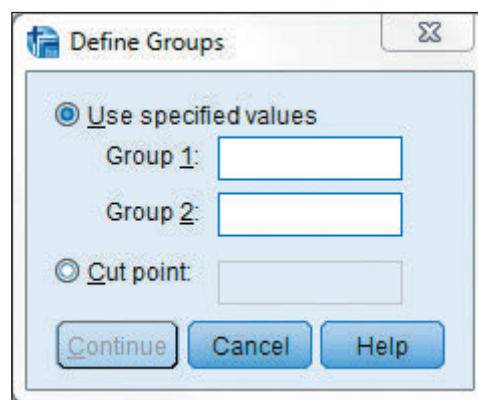 Define Groups
Use specified values
Group 1:
Group 2:
Cut point:
Continue Cancel Help